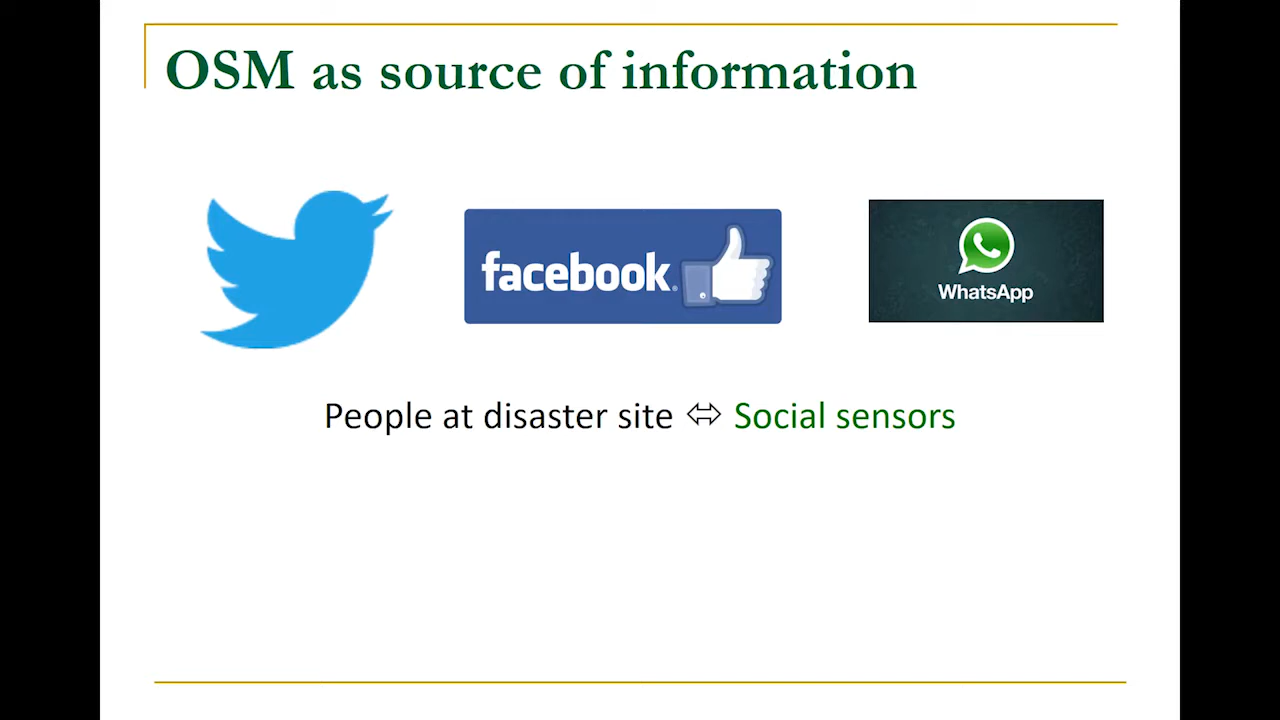 OSM as source of information
facebook.
WhatsApp
People at disaster site ⬄ Social sensors